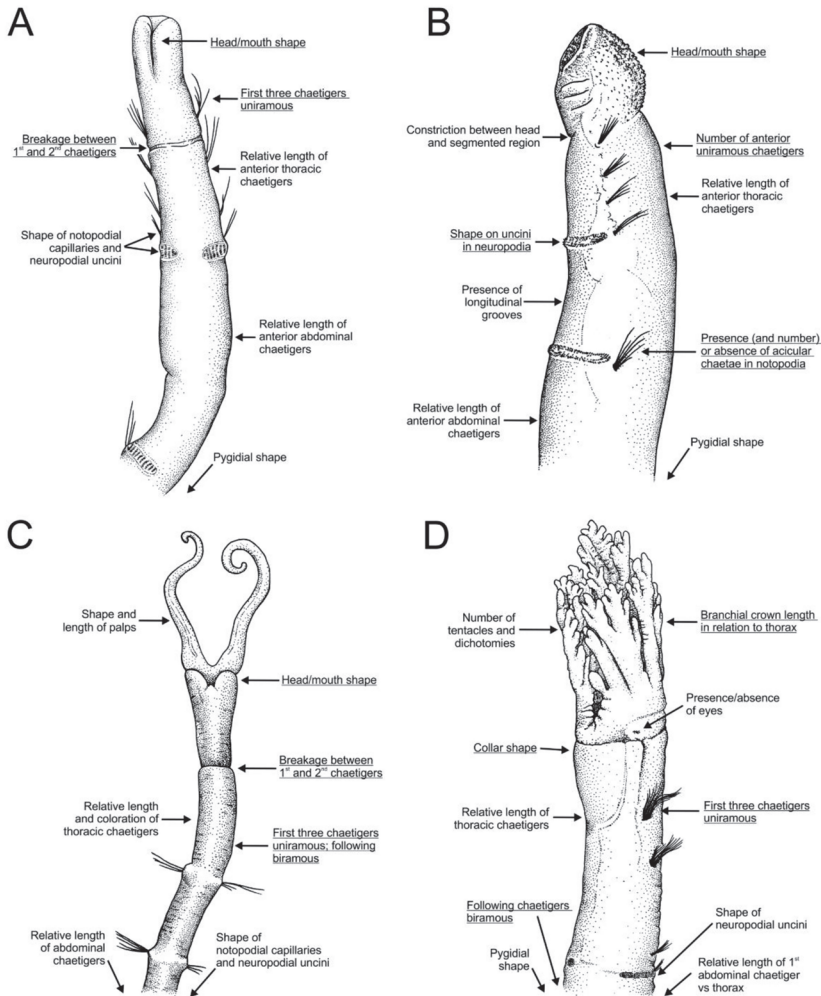 A
Head/mouth shape
First three chaetigers
uniramous
Breakage between
1st and 2nd chaetigers
Relative length of
anterior thoracic
chaetigers
Shape of notopodial
capillaries and
neuropodial uncini
Relative length of
anterior abdominal
chaetigers
Pygidial shape
B
Head/mouth shape
Constriction between head
and segmented region
Number of anterior
uniramous chaetigers
Relative length of
anterior thoracic
chaetigers
Shape on uncini
in neuropodia
Presence of
longitudinal
grooves
Presence (and number)
or absence of acicular
chaetae in notopodia
Relative length of
anterior abdominal
chaetigers
Pygidial shape
C
Shape and
length of palps
Head/mouth shape
Breakage between
1st and 2nd chaetigers
Relative length
and coloration of
thoracic chaetigers
First three chaetigers
uniramous; following
biramous
Relative length
of abdominal
chaetigers
Shape of
notopodial capillaries
and neuropodial uncini
D
Number of
tentacles and
dichotomies
Branchial crown length
in relation to thorax
Presence/absence
of eyes
Collar shape
Relative length of
thoracic chaetigers
First three chaetigers
uniramous
Following chaetigers
biramous
Shape of
neuropodial uncini
Pygidial
shape
Relative length of 1st
abdominal chaetiger
vs thorax